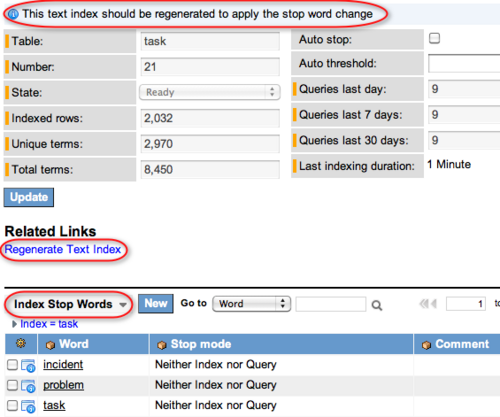 This text index should be regenerated to apply the stop word change
Table: task Auto stop:
Number: 21 Auto threshold:
State: Ready Queries last day: 9
Indexed rows: 2,032 Queries last 7 days: 9
Unique terms: 2,970 Queries last 30 days: 9
Total terms: 8,450 Last indexing duration: 1 Minute
Update
Related Links
Regenerate Text Index
Index Stop Words New Go to Word 1
Index = task
Word Stop mode Comment
incident Neither Index nor Query
problem Neither Index nor Query
task Neither Index nor Query